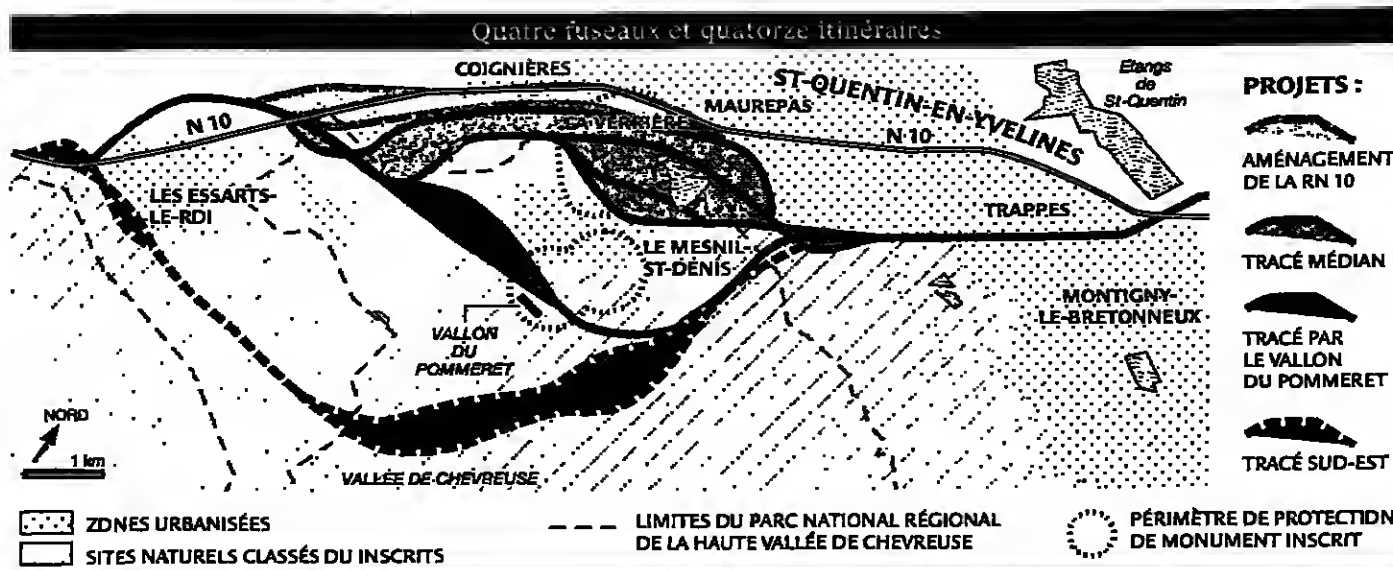 Quatre fuseaux et quatorze itinéraires
COIGNIÈRES
ST-QUENTIN-EN-YVELINES
Etangs
de
St-Quentin
MAUREPAS
N 10
LA VERRIÈRE
N 10
LES ESSARTS-
LE-RDI
TRAPPES
LE MESNIL-
ST-DENIS
MONTIGNY-
LE-BRETONNEUX
VALLON
DU
POMMERET
NORD
1 km
VALLÉE DE CHEVREUSE
PROJETS :
AMÉNAGEMENT
DE LA RN 10
TRACÉ MÉDIAN
TRACÉ PAR
LE VALLON
DU POMMERET
TRACÉ SUD-EST
ZDNES URBANISÉES
SITES NATURELS CLASSÉS DU INSCRITS
LIMITES DU PARC NATIONAL RÉGIONAL
DE LA HAUTE VALLÉE DE CHEVREUSE
PÉRIMÈTRE DE PROTECTION
DE MONUMENT INSCRIT